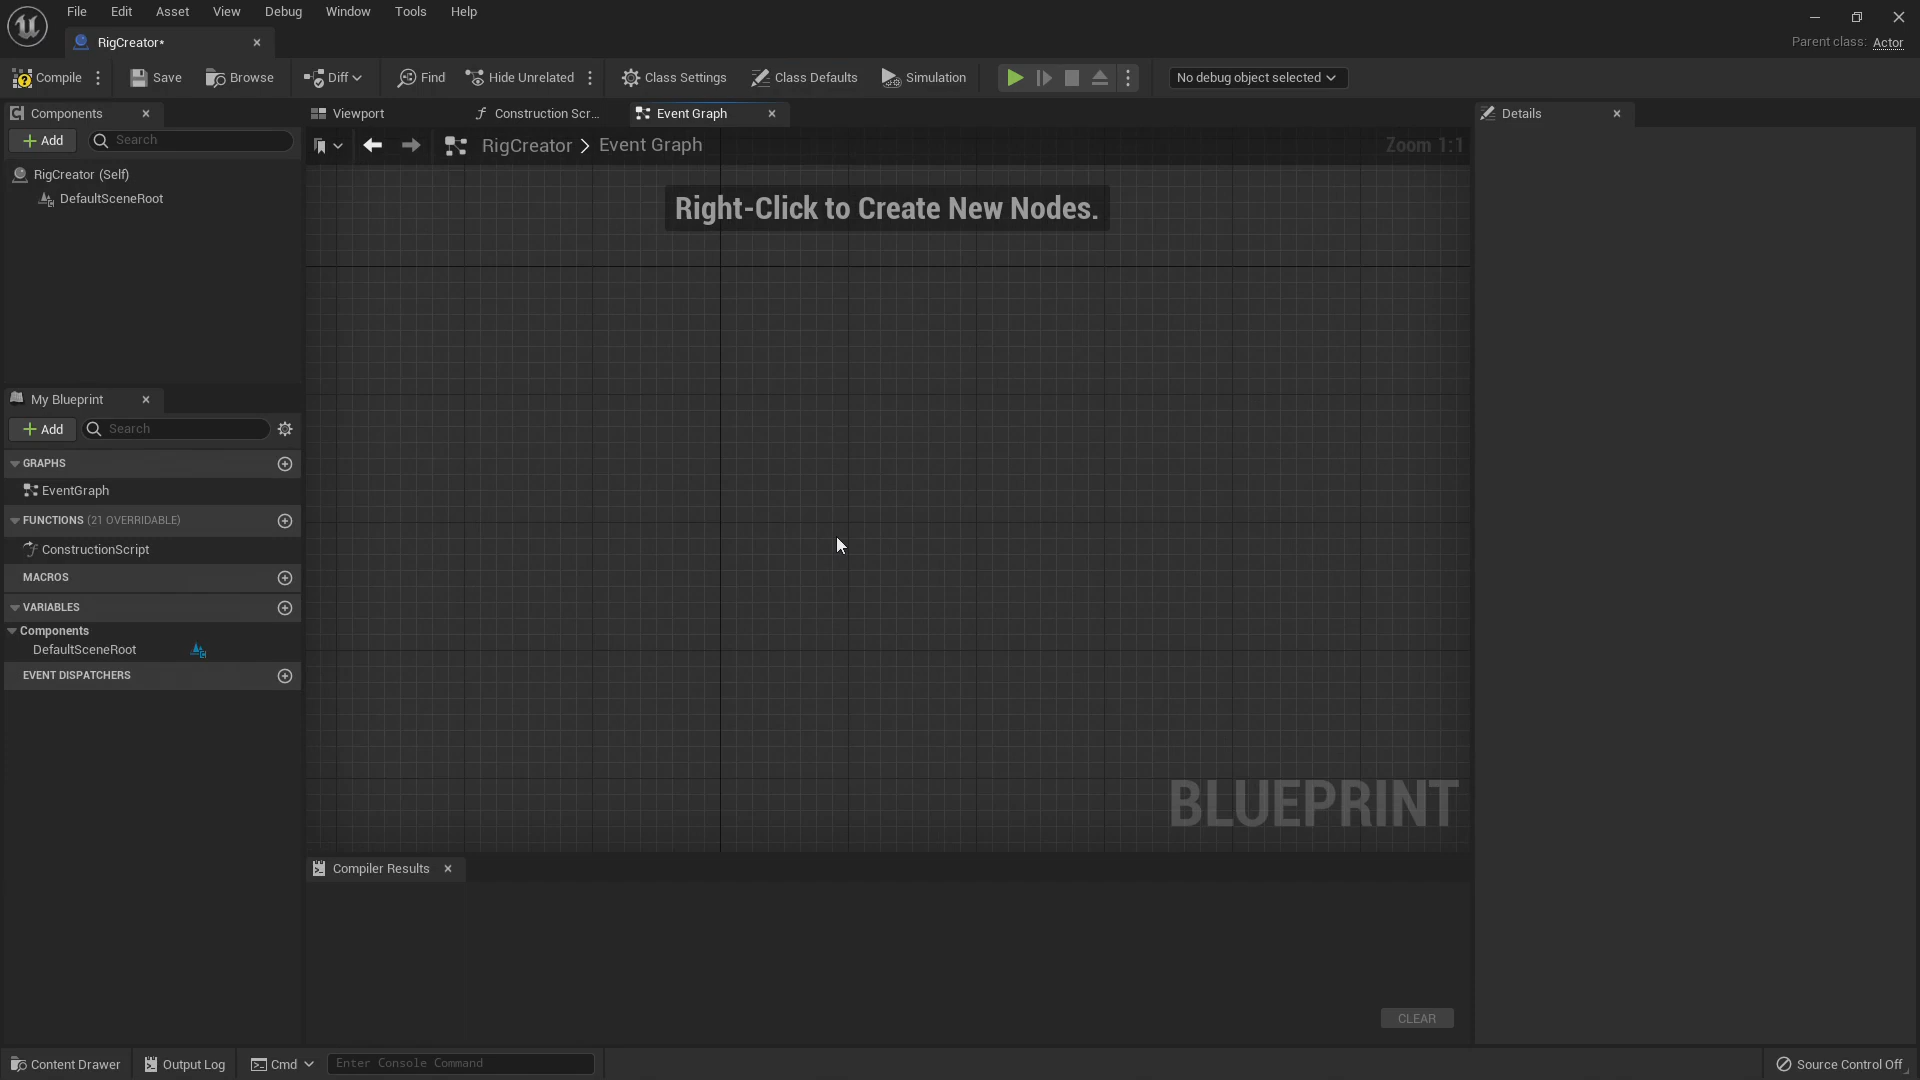 File Edit Asset View Debug Window Tools Help
RigCreator*
Parent class: Actor
Compile Save Browse Diff Find Hide Unrelated Class Settings Class Defaults Simulation No debug object selected
Components
Viewport Construction Scr... Event Graph
Details
Add Search
RigCreator > Event Graph
Zoom 1:1
RigCreator (Self)
DefaultSceneRoot
Right-Click to Create New Nodes.
My Blueprint
Add Search
GRAPHS
EventGraph
FUNCTIONS (21 OVERRIDABLE)
ConstructionScript
MACROS
VARIABLES
Components
DefaultSceneRoot
EVENT DISPATCHERS
BLUEPRINT
Compiler Results
CLEAR
Content Drawer Output Log Cmd Enter Console Command Source Control Off